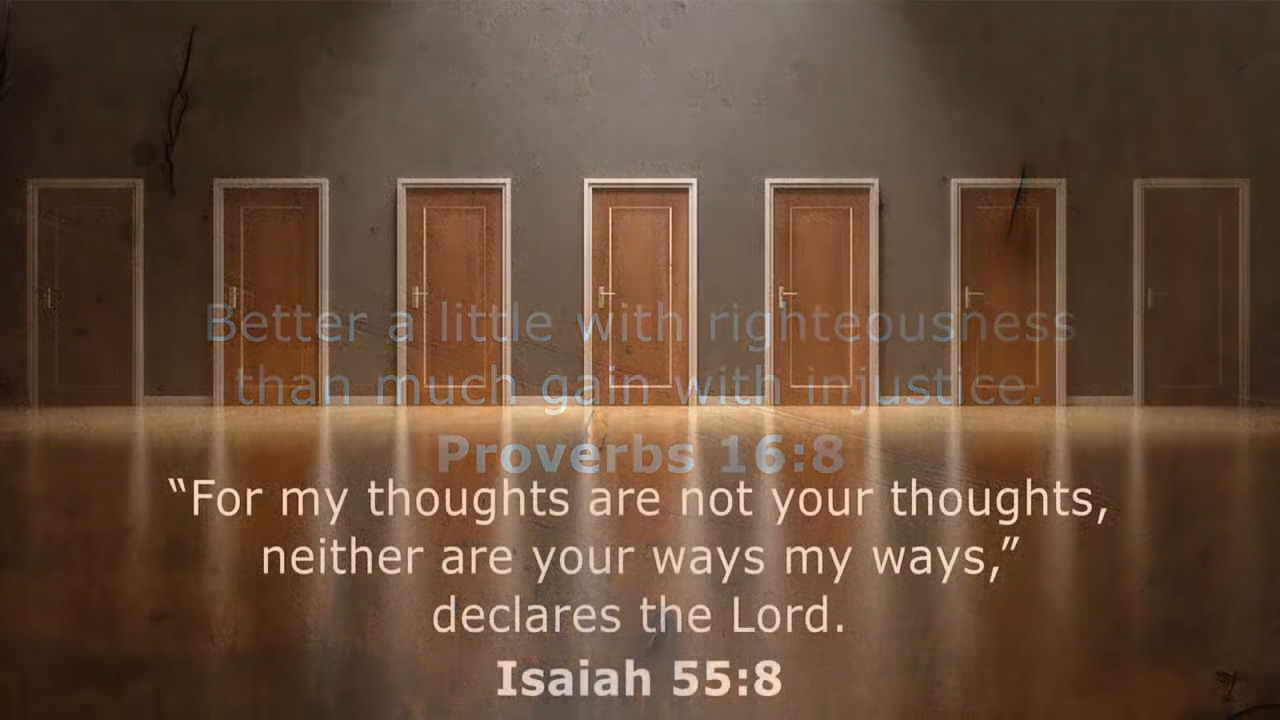 Better a little with righteousness
than much gain with injustice.
Proverbs 16:8
“For my thoughts are not your thoughts,
neither are your ways my ways,”
declares the Lord.
Isaiah 55:8